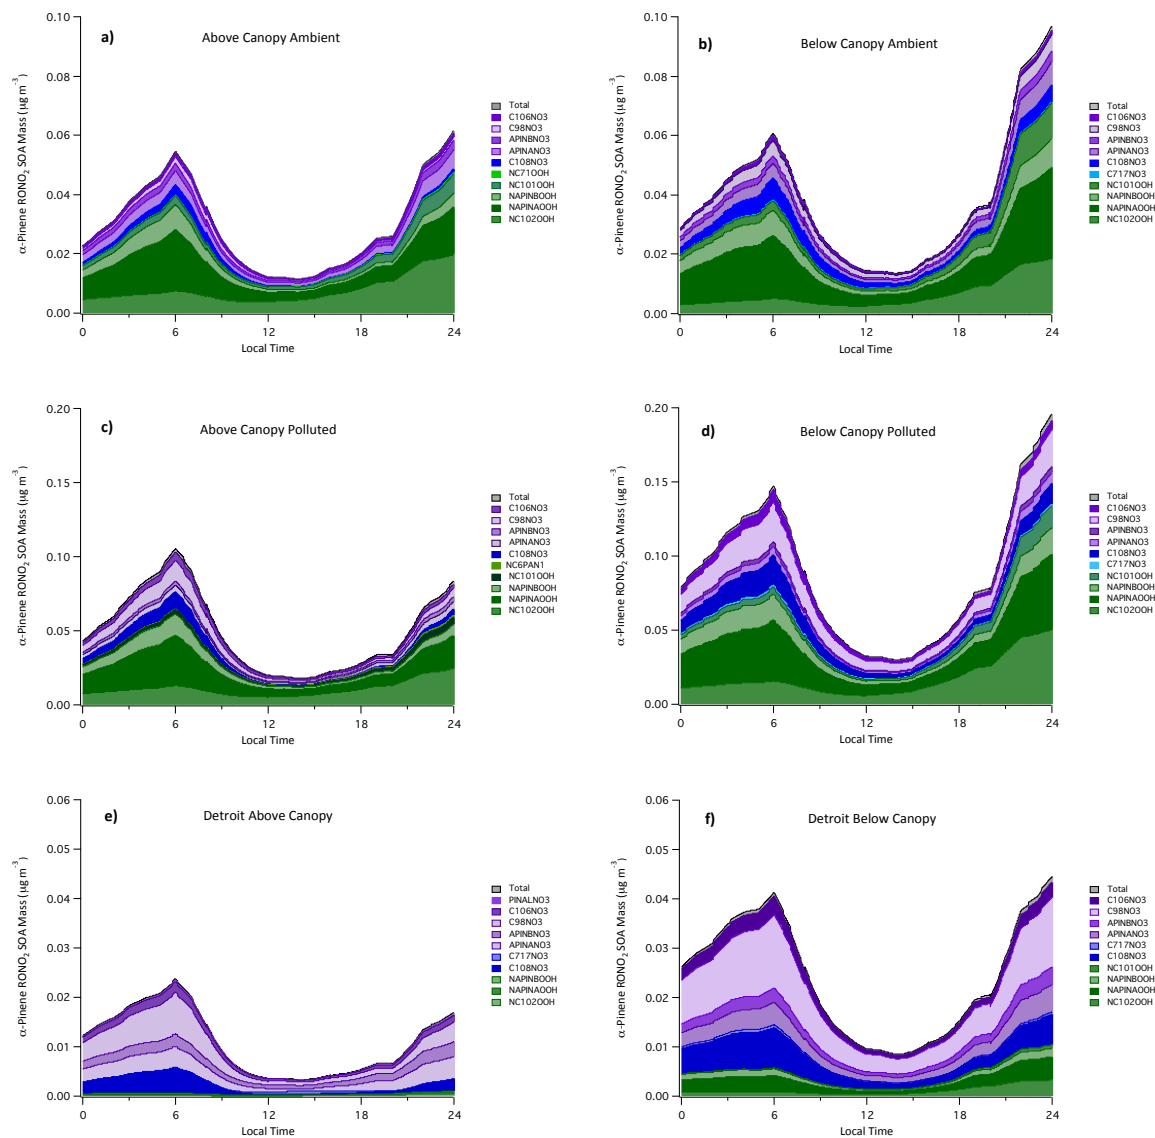 a)
Above Canopy Ambient
α-Pinene RONO2 SOA Mass (µg m-3)
0.10
0.08
0.06
0.04
0.02
0.00
0
6
12
18
24
Local Time
Total
C106NO3
C98NO3
APINBNO3
APINANO3
C108NO3
NC71OOH
NC101OOH
NAPINBOOH
NAPINAOOH
NC102OOH
b)
Below Canopy Ambient
α-Pinene RONO2 SOA Mass (µg m-3)
0.10
0.08
0.06
0.04
0.02
0.00
0
6
12
18
24
Local Time
Total
C106NO3
C98NO3
APINBNO3
APINANO3
C108NO3
C717NO3
NC101OOH
NAPINBOOH
NAPINAOOH
NC102OOH
c)
Above Canopy Polluted
α-Pinene RONO2 SOA Mass (µg m-3)
0.20
0.15
0.10
0.05
0.00
0
6
12
18
24
Local Time
Total
C106NO3
C98NO3
APINBNO3
APINANO3
C108NO3
NC6PAN1
NC101OOH
NAPINBOOH
NAPINAOOH
NC102OOH
d)
Below Canopy Polluted
α-Pinene RONO2 SOA Mass (µg m-3)
0.20
0.15
0.10
0.05
0.00
0
6
12
18
24
Local Time
Total
C106NO3
C98NO3
APINBNO3
APINANO3
C108NO3
C717NO3
NC101OOH
NAPINBOOH
NAPINAOOH
NC102OOH
e)
Detroit Above Canopy
α-Pinene RONO2 SOA Mass (µg m-3)
0.06
0.05
0.04
0.03
0.02
0.01
0.00
0
6
12
18
24
Local Time
Total
PINALNO3
C106NO3
C98NO3
APINBNO3
APINANO3
C717NO3
C108NO3
NAPINBOOH
NAPINAOOH
NC102OOH
f)
Detroit Below Canopy
α-Pinene RONO2 SOA Mass (µg m-3)
0.06
0.05
0.04
0.03
0.02
0.01
0.00
0
6
12
18
24
Local Time
Total
C106NO3
C98NO3
APINBNO3
APINANO3
C717NO3
C108NO3
NC101OOH
NAPINBOOH
NAPINAOOH
NC102OOH